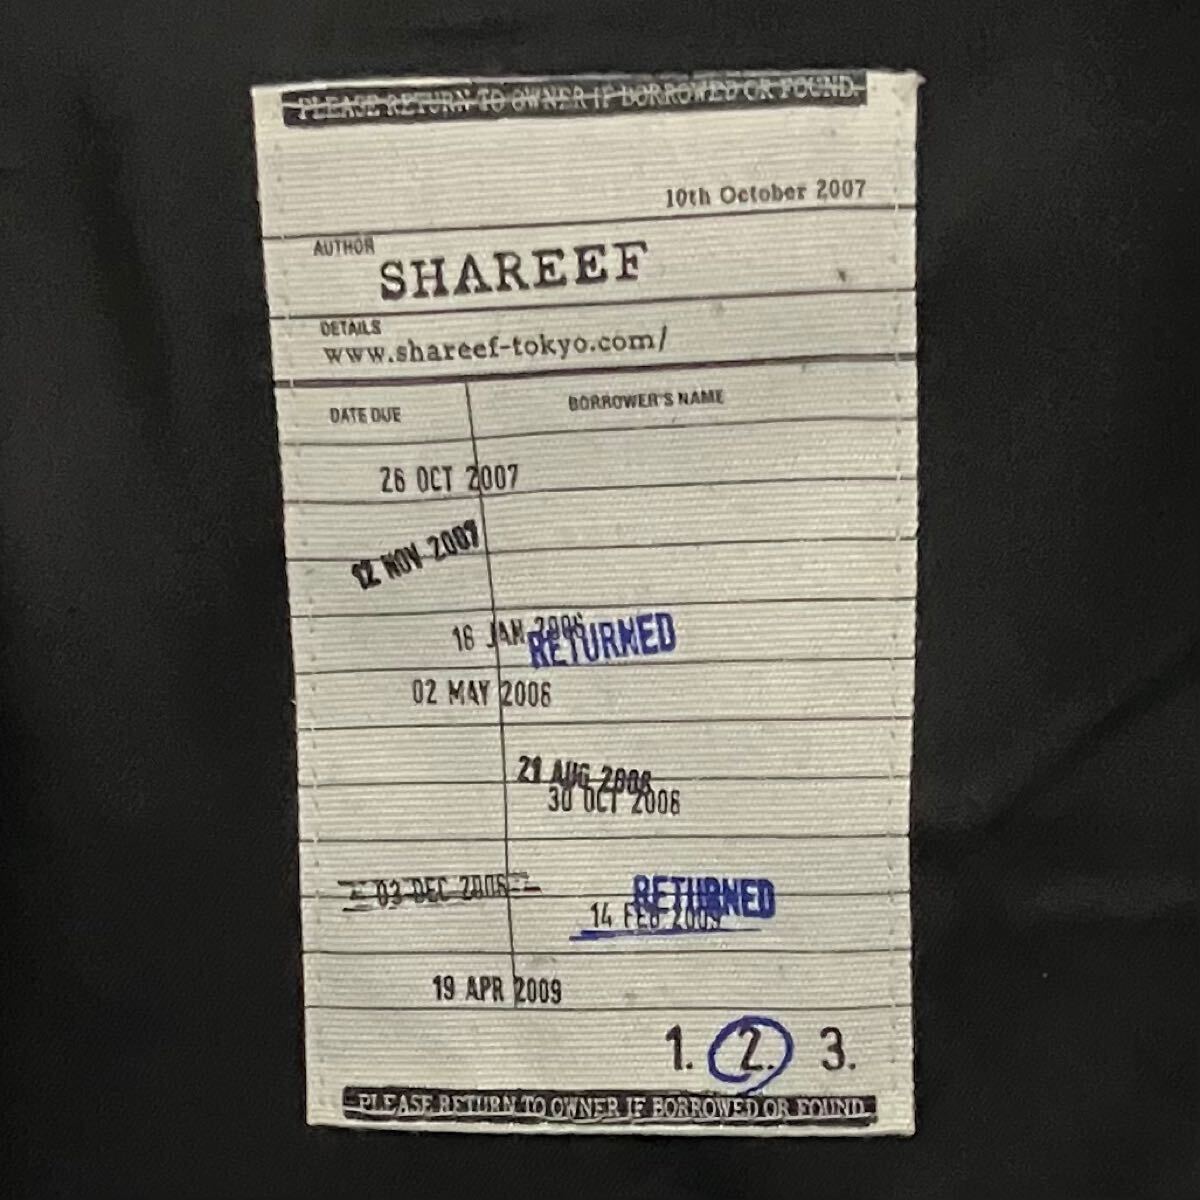 PLEASE RETURN TO OWNER IF BORROWED OR FOUND.
10th October 2007
AUTHOR
SHAREEF
DETAILS
www.shareef-tokyo.com/
DATE DUE
BORROWER'S NAME
26 OCT 2007
12 NOV 2007
16 JAN 2006
RETURNED
02 MAY 2006
21 AUG 2008
30 OCT 2008
03 DEC 2006
RETURNED
14 FEB 2009
19 APR 2009
1. 2. 3.
PLEASE RETURN TO OWNER IF BORROWED OR FOUND.